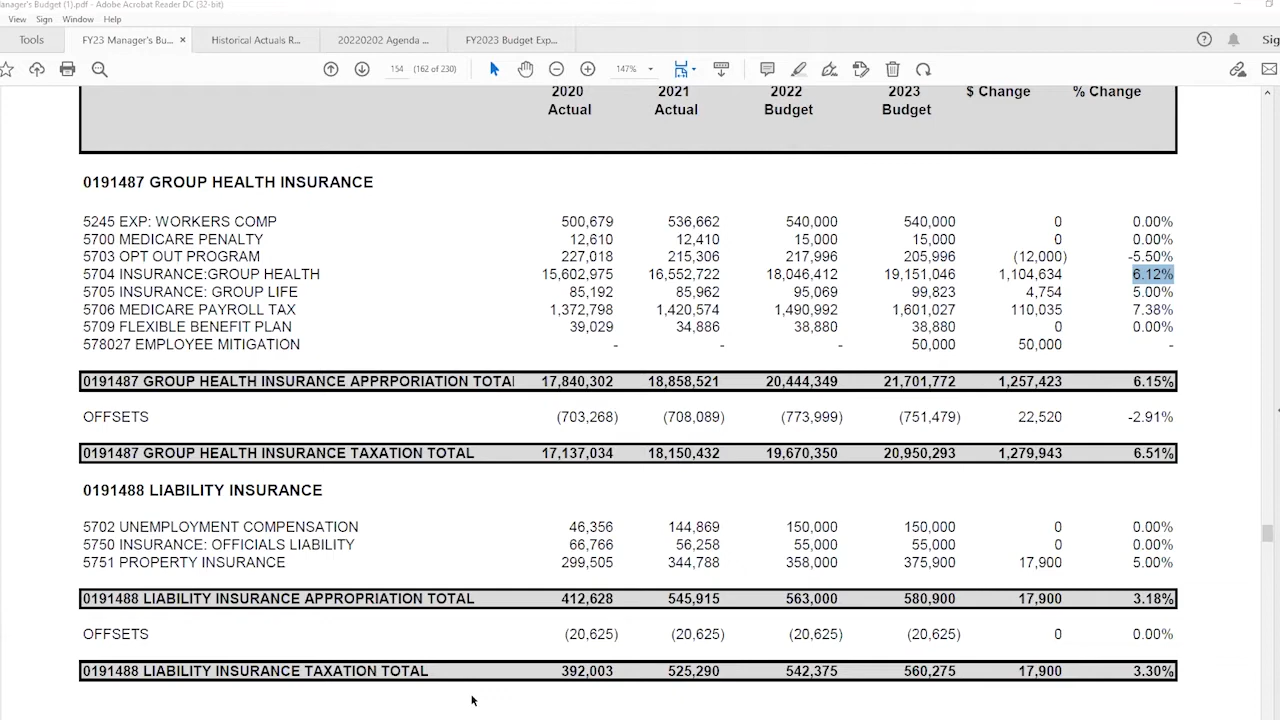 anager's Budget (1).pdf - Adobe Acrobat Reader DC (32-bit)
View Sign Window Help
Tools FY23 Manager's Bu... × Historical Actuals R... 20220202 Agenda ... FY2023 Budget Exp... Sig
154 (162 of 230) 147%
2020 2021 2022 2023 $ Change % Change
Actual Actual Budget Budget
0191487 GROUP HEALTH INSURANCE
5245 EXP: WORKERS COMP 500,679 536,662 540,000 540,000 0 0.00%
5700 MEDICARE PENALTY 12,610 12,410 15,000 15,000 0 0.00%
5703 OPT OUT PROGRAM 227,018 215,306 217,996 205,996 (12,000) -5.50%
5704 INSURANCE:GROUP HEALTH 15,602,975 16,552,722 18,046,412 19,151,046 1,104,634 6.12%
5705 INSURANCE: GROUP LIFE 85,192 85,962 95,069 99,823 4,754 5.00%
5706 MEDICARE PAYROLL TAX 1,372,798 1,420,574 1,490,992 1,601,027 110,035 7.38%
5709 FLEXIBLE BENEFIT PLAN 39,029 34,886 38,880 38,880 0 0.00%
578027 EMPLOYEE MITIGATION - - - 50,000 50,000 -
0191487 GROUP HEALTH INSURANCE APPRPORIATION TOTAL 17,840,302 18,858,521 20,444,349 21,701,772 1,257,423 6.15%
OFFSETS (703,268) (708,089) (773,999) (751,479) 22,520 -2.91%
0191487 GROUP HEALTH INSURANCE TAXATION TOTAL 17,137,034 18,150,432 19,670,350 20,950,293 1,279,943 6.51%
0191488 LIABILITY INSURANCE
5702 UNEMPLOYMENT COMPENSATION 46,356 144,869 150,000 150,000 0 0.00%
5750 INSURANCE: OFFICIALS LIABILITY 66,766 56,258 55,000 55,000 0 0.00%
5751 PROPERTY INSURANCE 299,505 344,788 358,000 375,900 17,900 5.00%
0191488 LIABILITY INSURANCE APPROPRIATION TOTAL 412,628 545,915 563,000 580,900 17,900 3.18%
OFFSETS (20,625) (20,625) (20,625) (20,625) 0 0.00%
0191488 LIABILITY INSURANCE TAXATION TOTAL 392,003 525,290 542,375 560,275 17,900 3.30%